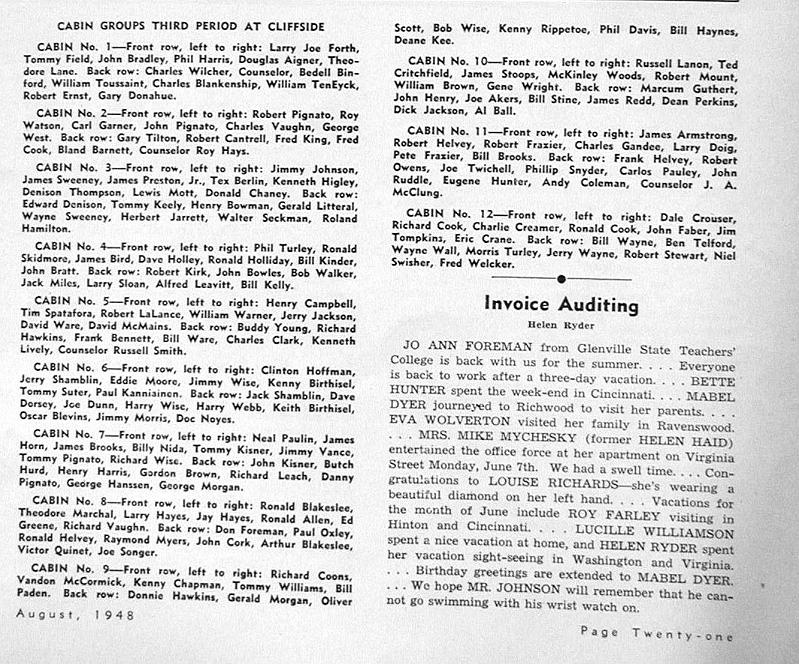 CABIN GROUPS THIRD PERIOD AT CLIFFSIDE
CABIN No. 1—Front row, left to right: Larry Joe Forth,
Tommy Field, John Bradley, Phil Harris, Douglas Aigner, Theo-
dore Lane. Back row: Charles Wilcher, Counselor, Bedell Bin-
ford, William Toussaint, Charles Blankenship, William TenEyck,
Robert Ernst, Gary Donahue.
CABIN No. 2—Front row, left to right: Robert Pignato, Roy
Watson, Carl Garner, John Pignato, Charles Vaughn, George
West. Back row: Gary Tilton, Robert Cantrell, Fred King, Fred
Cook, Bland Barnett, Counselor Roy Hays.
CABIN No. 3—Front row, left to right: Jimmy Johnson,
James Sweeney, James Preston, Jr., Tex Berlin, Kenneth Higley,
Denison Thompson, Lewis Mott, Donald Chaney. Back row:
Edward Denison, Tommy Keely, Henry Bowman, Gerald Litteral,
Wayne Sweeney, Herbert Jarrett, Walter Seckman, Roland
Hamilton.
CABIN No. 4—Front row, left to right: Phil Turley, Ronald
Skidmore, James Bird, Dave Holley, Ronald Holliday, Bill Kinder,
John Bratt. Back row: Robert Kirk, John Bowles, Bob Walker,
Jack Miles, Larry Sloan, Alfred Leavitt, Bill Kelly.
CABIN No. 5—Front row, left to right: Henry Campbell,
Tim Spatafora, Robert LaLance, William Warner, Jerry Jackson,
David Ware, David McMains. Back row: Buddy Young, Richard
Hawkins, Frank Bennett, Bill Ware, Charles Clark, Kenneth
Lively, Counselor Russell Smith.
CABIN No. 6—Front row, left to right: Clinton Hoffman,
Jerry Shamblin, Eddie Moore, Jimmy Wise, Kenny Birthisel,
Tommy Suter, Paul Kanniainen. Back row: Jack Shamblin, Dave
Dorsey, Joe Dunn, Harry Wise, Harry Webb, Keith Birthisel,
Oscar Blevins, Jimmy Morris, Doc Noyes.
CABIN No. 7—Front row, left to right: Neal Paulin, James
Horn, James Brooks, Billy Nida, Tommy Kisner, Jimmy Vance,
Tommy Pignato, Richard Wise. Back row: John Kisner, Butch
Hurd, Henry Harris, Gordon Brown, Richard Leach, Danny
Pignato, George Hanssen, George Morgan.
CABIN No. 8—Front row, left to right: Ronald Blakeslee,
Theodore Marchal, Larry Hayes, Jay Hayes, Ronald Allen, Ed
Greene, Richard Vaughn. Back row: Don Foreman, Paul Oxley,
Ronald Helvey, Raymond Myers, John Cork, Arthur Blakeslee,
Victor Quinet, Joe Songer.
CABIN No. 9—Front row, left to right: Richard Coons,
Vandon McCormick, Kenny Chapman, Tommy Williams, Bill
Paden. Back row: Donnie Hawkins, Gerald Morgan, Oliver
August, 1948
Scott, Bob Wise, Kenny Rippetoe, Phil Davis, Bill Haynes,
Deane Kee.
CABIN No. 10—Front row, left to right: Russell Lanon, Ted
Critchfield, James Stoops, McKinley Woods, Robert Mount,
William Brown, Gene Wright. Back row: Marcum Guthert,
John Henry, Joe Akers, Bill Stine, James Redd, Dean Perkins,
Dick Jackson, Al Ball.
CABIN No. 11—Front row, left to right: James Armstrong,
Robert Helvey, Robert Frazier, Charles Gandee, Larry Doig,
Pete Frazier, Bill Brooks. Back row: Frank Helvey, Robert
Owens, Joe Twichell, Phillip Snyder, Carlos Pauley, John
Ruddle, Eugene Hunter, Andy Coleman, Counselor J. A.
McClung.
CABIN No. 12—Front row, left to right: Dale Crouser,
Richard Cook, Charlie Creamer, Ronald Cook, John Faber, Jim
Tompkins, Eric Crane. Back row: Bill Wayne, Ben Telford,
Wayne Wall, Morris Turley, Jerry Wayne, Robert Stewart, Niel
Swisher, Fred Welcker.
Invoice Auditing
Helen Ryder
JO ANN FOREMAN from Glenville State Teachers'
College is back with us for the summer. . . . Everyone
is back to work after a three-day vacation. . . . BETTE
HUNTER spent the week-end in Cincinnati. . . . MABEL
DYER journeyed to Richwood to visit her parents. . . .
EVA WOLVERTON visited her family in Ravenswood.
. . . MRS. MIKE MYCHESKY (former HELEN HAID)
entertained the office force at her apartment on Virginia
Street Monday, June 7th. We had a swell time. . . . Con-
gratulations to LOUISE RICHARDS—she's wearing a
beautiful diamond on her left hand. . . . Vacations for
the month of June include ROY FARLEY visiting in
Hinton and Cincinnati. . . . LUCILLE WILLIAMSON
spent a nice vacation at home, and HELEN RYDER spent
her vacation sight-seeing in Washington and Virginia.
. . . Birthday greetings are extended to MABEL DYER.
. . . We hope MR. JOHNSON will remember that he can-
not go swimming with his wrist watch on.
Page Twenty-one